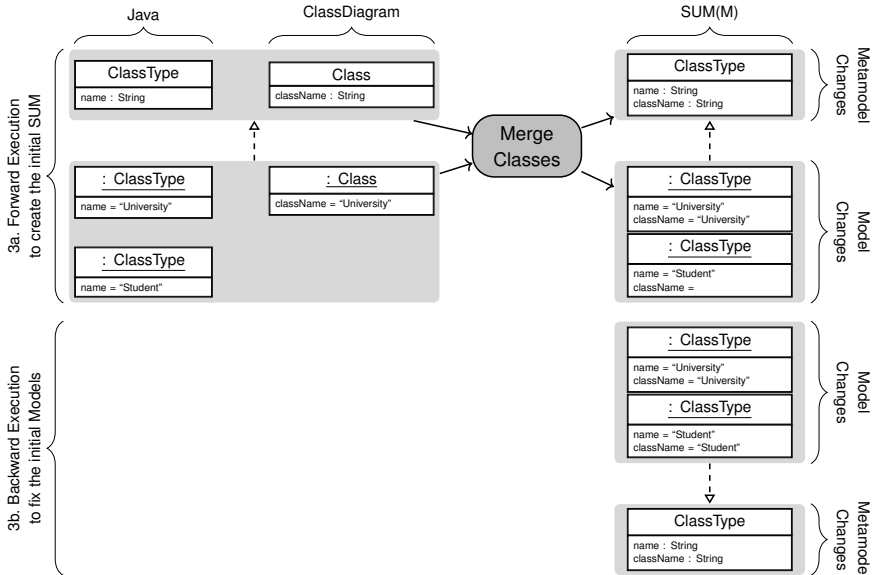 Java
ClassDiagram
SUM(M)
3a. Forward Execution
to create the initial SUM
ClassType
name : String
Class
className : String
ClassType
name : String
className : String
Metamodel
Changes
Merge
Classes
: ClassType
name = “University”
: Class
className = “University”
: ClassType
name = “Student”
: ClassType
name = “University”
className = “University”
: ClassType
name = “Student”
className =
Model
Changes
3b. Backward Execution
to fix the initial Models
: ClassType
name = “University”
className = “University”
: ClassType
name = “Student”
className = “Student”
Model
Changes
ClassType
name : String
className : String
Metamode
Changes